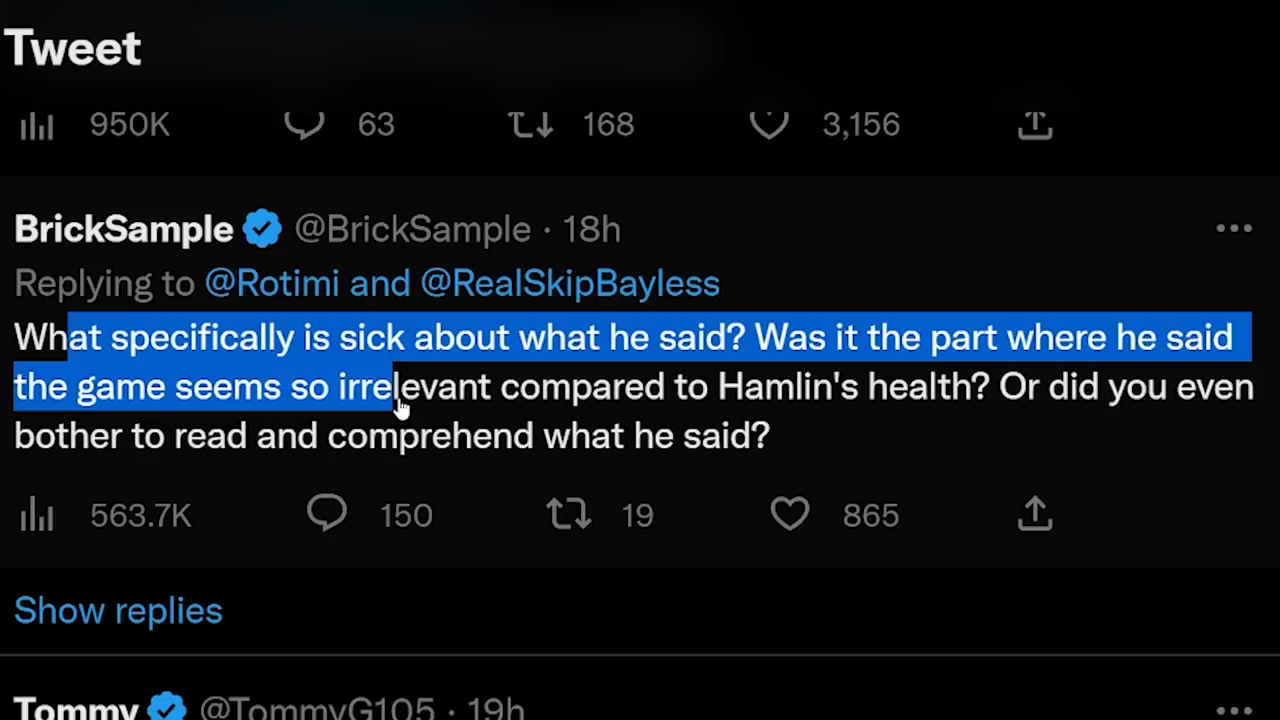 Tweet
950K 63 168 3,156
BrickSample @BrickSample · 18h
Replying to @Rotimi and @RealSkipBayless
What specifically is sick about what he said? Was it the part where he said
the game seems so irrelevant compared to Hamlin's health? Or did you even
bother to read and comprehend what he said?
563.7K 150 19 865
Show replies
Tommy @TommyG105 · 19h